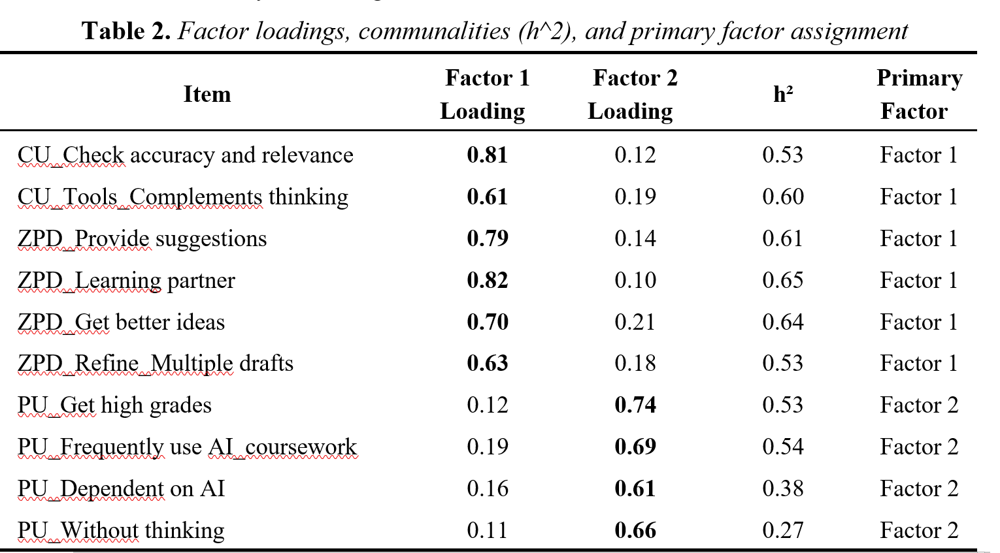 Table 2. Factor loadings, communalities (h^2), and primary factor assignment
Item Factor 1 Loading Factor 2 Loading h² Primary Factor
CU_Check accuracy and relevance 0.81 0.12 0.53 Factor 1
CU_Tools_Complements thinking 0.61 0.19 0.60 Factor 1
ZPD_Provide suggestions 0.79 0.14 0.61 Factor 1
ZPD_Learning partner 0.82 0.10 0.65 Factor 1
ZPD_Get better ideas 0.70 0.21 0.64 Factor 1
ZPD_Refine_Multiple drafts 0.63 0.18 0.53 Factor 1
PU_Get high grades 0.12 0.74 0.53 Factor 2
PU_Frequently use AI_coursework 0.19 0.69 0.54 Factor 2
PU_Dependent on AI 0.16 0.61 0.38 Factor 2
PU_Without thinking 0.11 0.66 0.27 Factor 2